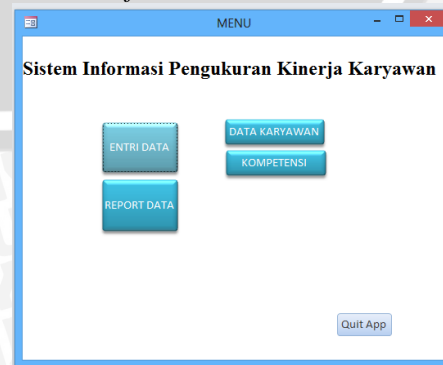 MENU
Sistem Informasi Pengukuran Kinerja Karyawan
ENTRI DATA
DATA KARYAWAN
KOMPETENSI
REPORT DATA
Quit App